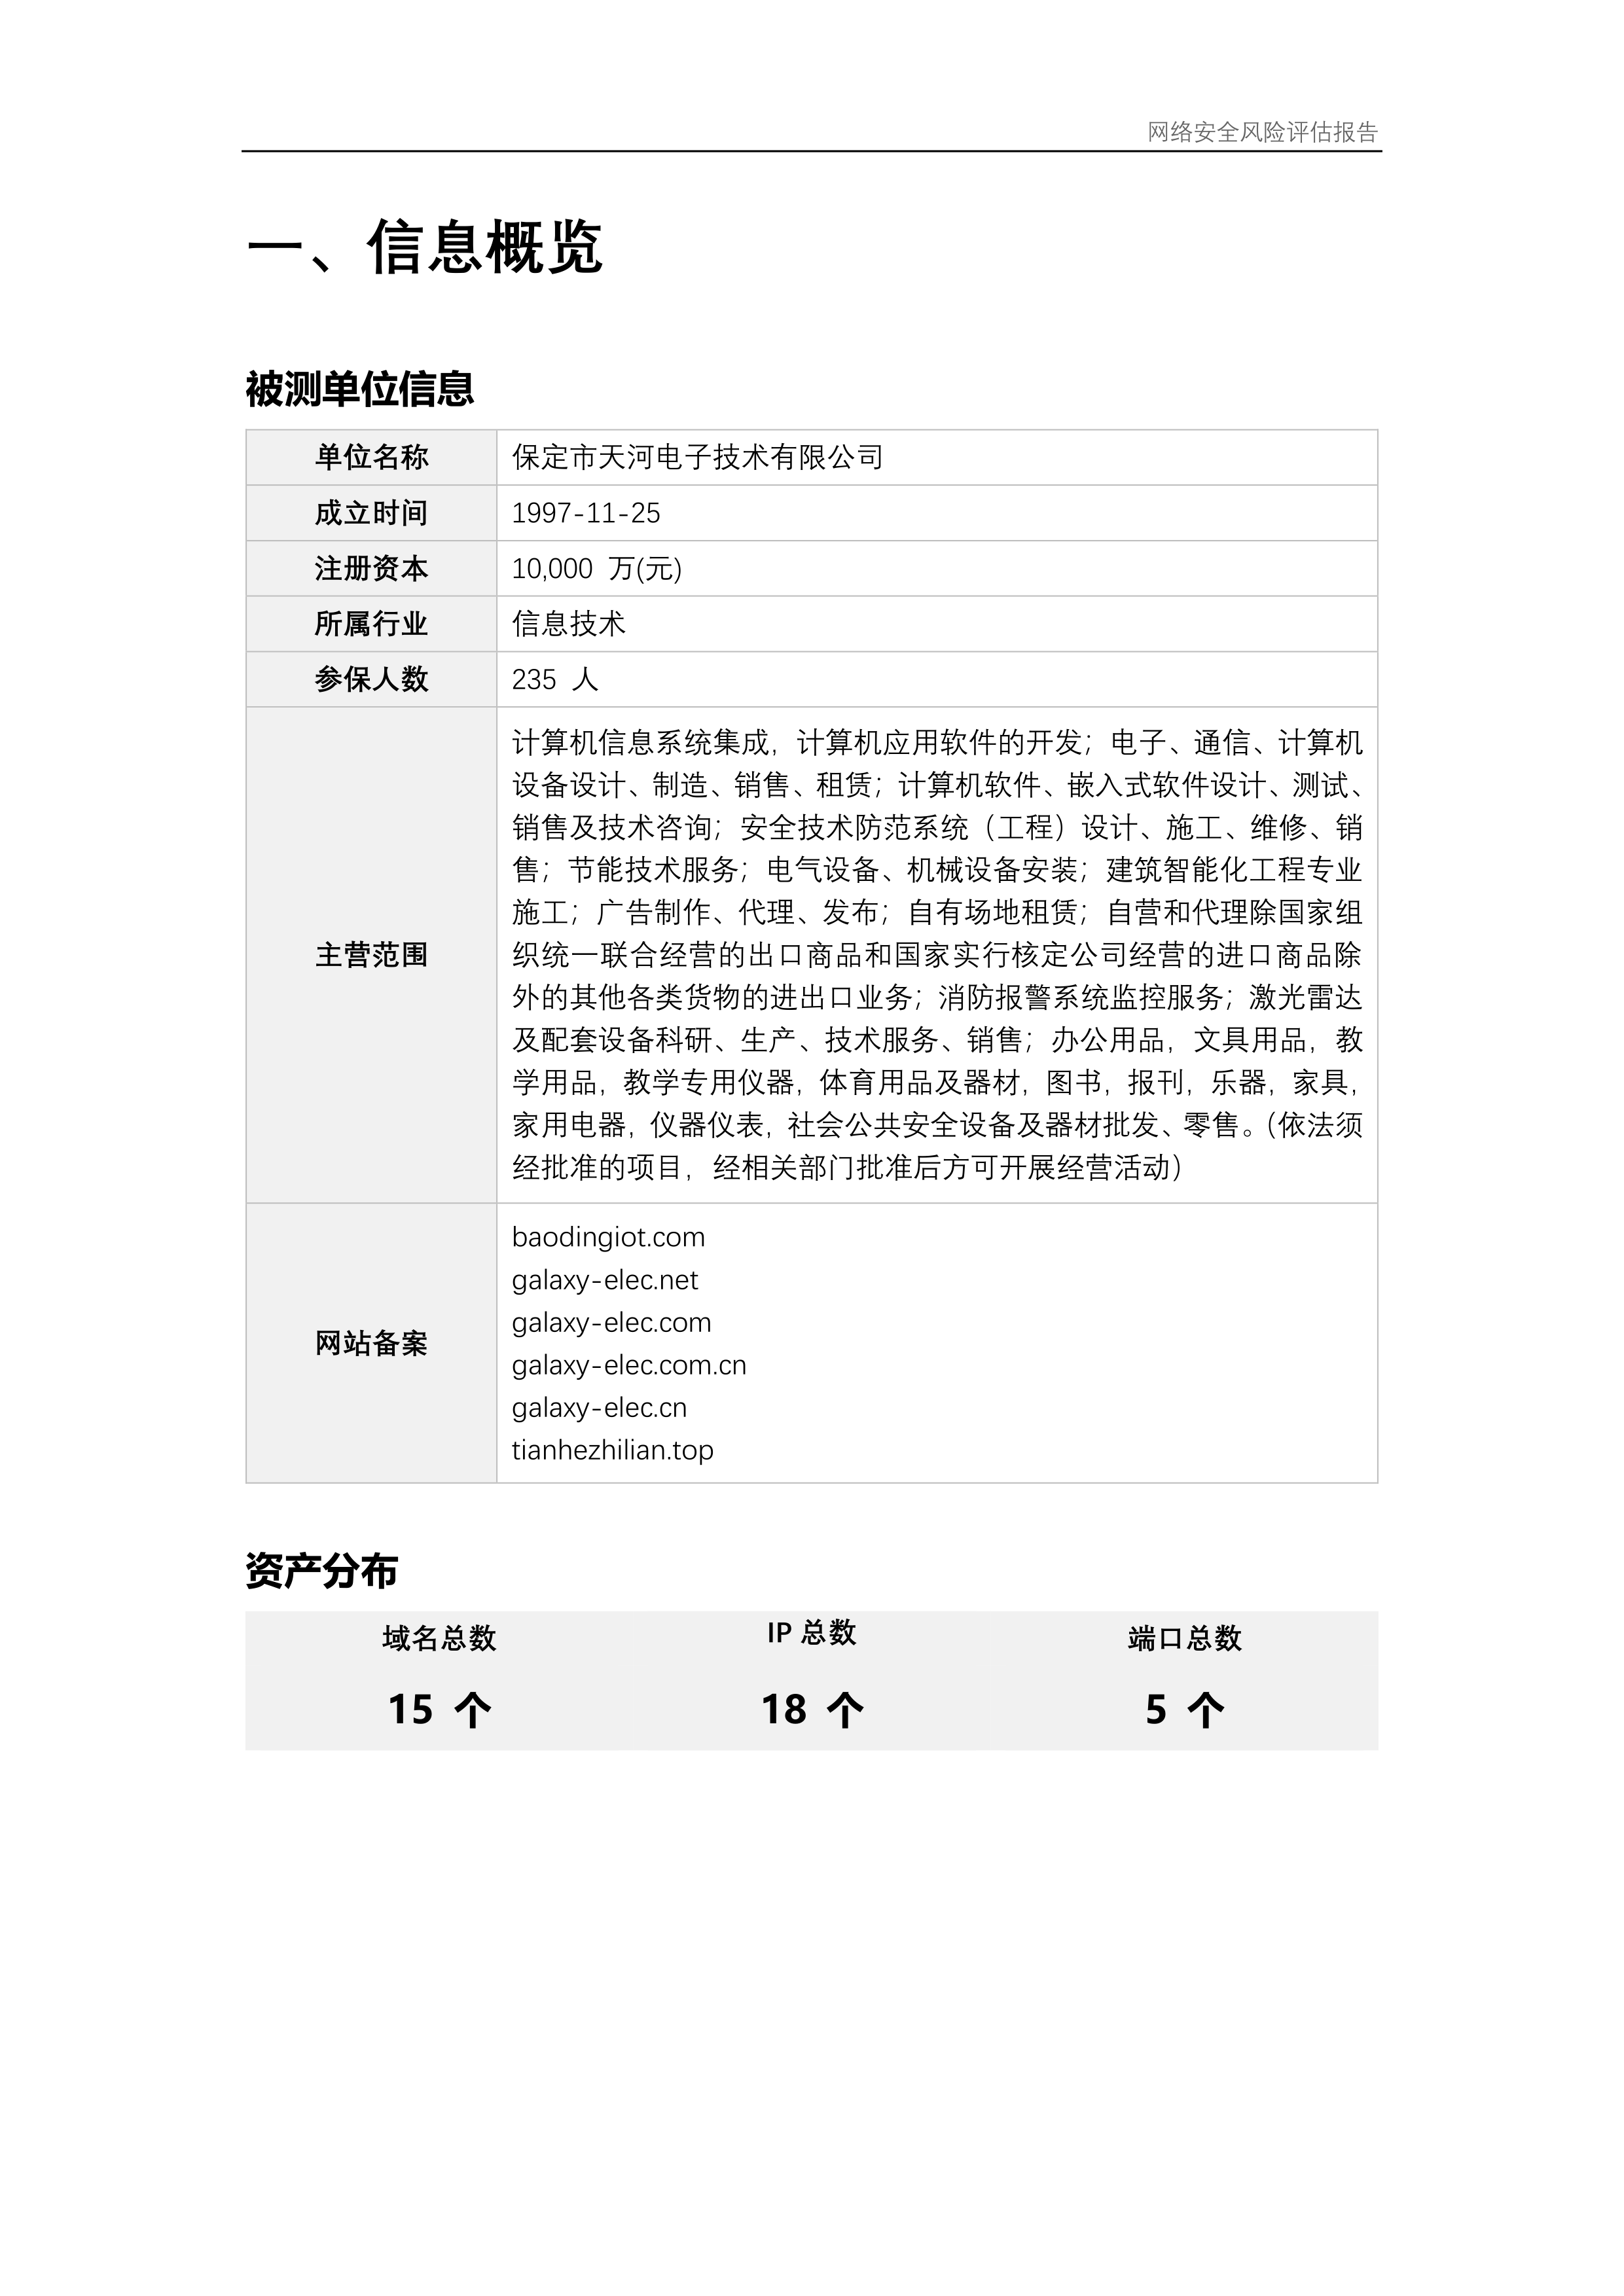 网络安全风险评估报告
一、信息概览
被测单位信息
单位名称 保定市天河电子技术有限公司
成立时间 1997-11-25
注册资本 10,000 万(元)
所属行业 信息技术
参保人数 235 人
主营范围
计算机信息系统集成，计算机应用软件的开发；电子、通信、计算机
设备设计、制造、销售、租赁；计算机软件、嵌入式软件设计、测试、
销售及技术咨询；安全技术防范系统（工程）设计、施工、维修、销
售；节能技术服务；电气设备、机械设备安装；建筑智能化工程专业
施工；广告制作、代理、发布；自有场地租赁；自营和代理除国家组
织统一联合经营的出口商品和国家实行核定公司经营的进口商品除
外的其他各类货物的进出口业务；消防报警系统监控服务；激光雷达
及配套设备科研、生产、技术服务、销售；办公用品，文具用品，教
学用品，教学专用仪器，体育用品及器材，图书，报刊，乐器，家具，
家用电器，仪器仪表，社会公共安全设备及器材批发、零售。（依法须
经批准的项目，经相关部门批准后方可开展经营活动）
网站备案
baodingiot.com
galaxy-elec.net
galaxy-elec.com
galaxy-elec.com.cn
galaxy-elec.cn
tianhezhilian.top
资产分布
域名总数 IP 总数 端口总数
15 个 18 个 5 个